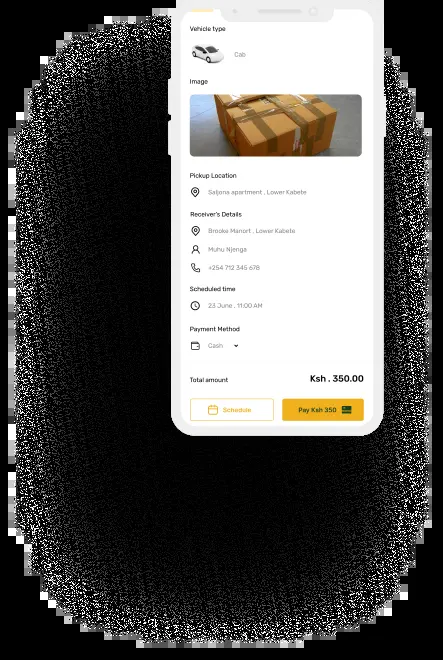 Vehicle type
Cab
Image
Pickup Location
Saljona apartment , Lower Kabete
Receiver's Details
Brooke Manort , Lower Kabete
Muhu Njenga
+254 712 345 678
Scheduled time
23 June , 11:00 AM
Payment Method
Cash
Total amount Ksh . 350.00
Schedule Pay Ksh 350